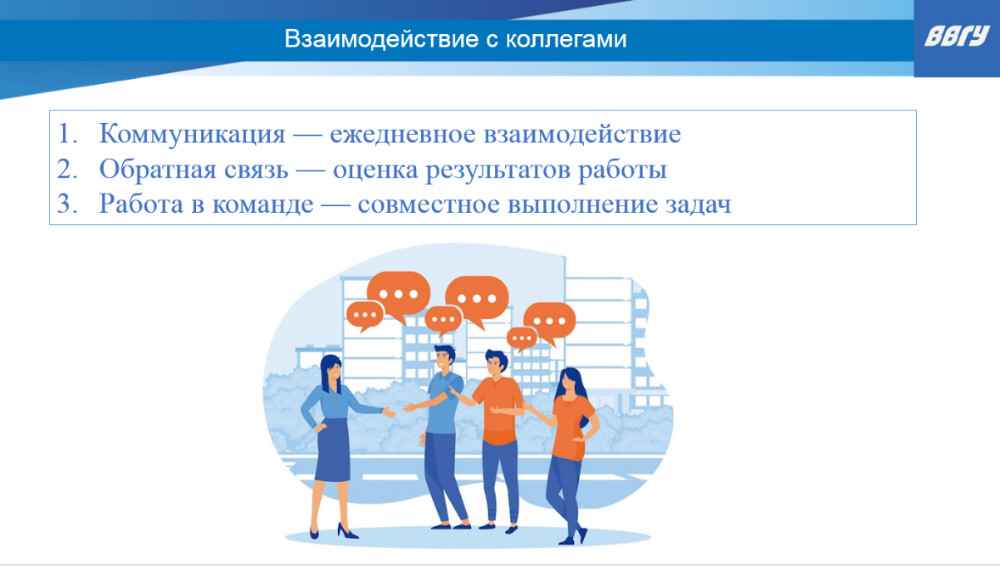 Взаимодействие с коллегами
ВВГУ
1. Коммуникация — ежедневное взаимодействие
2. Обратная связь — оценка результатов работы
3. Работа в команде — совместное выполнение задач